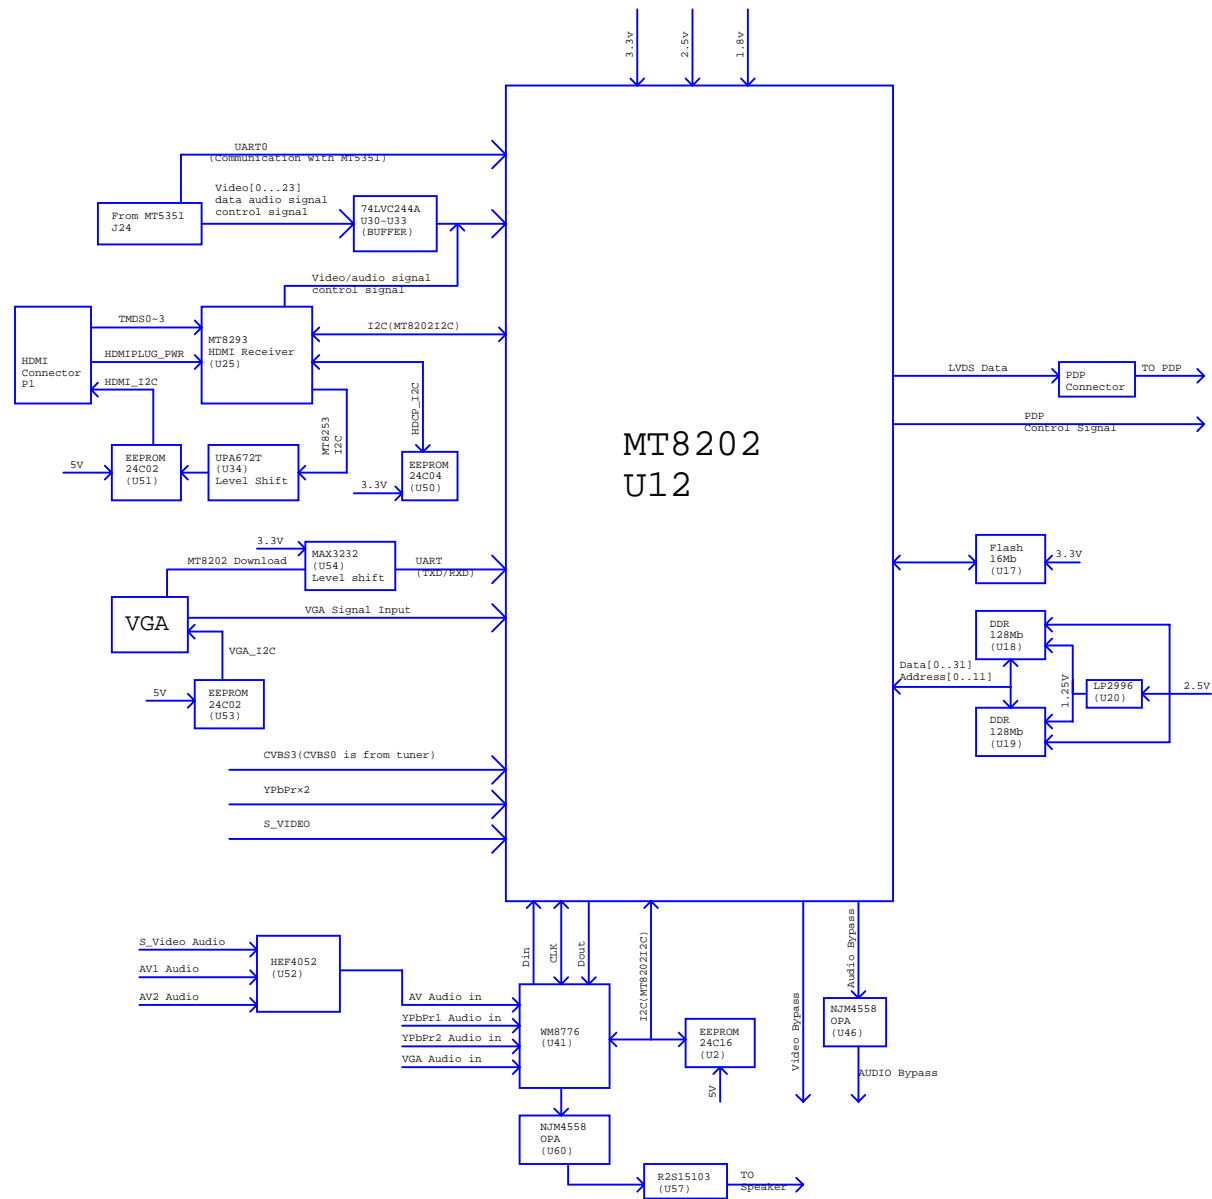 3.3v
2.5v
1.8v
UART0
(Communication with MT5351)
Video[0...23]
data audio signal
control signal
From MT5351
J24
74LVC244A
U30-U33
(BUFFER)
Video/audio signal
control signal
TMDS0~3
HDMIPLUG_PWR
HDMI_I2C
HDMI
Connector
P1
MT8293
HDMI Receiver
(U25)
I2C(MT8202I2C)
HDCP_I2C
MT8253
I2C
5V
EEPROM
24C02
(U51)
UPA672T
(U34)
Level Shift
3.3V
EEPROM
24C04
(U50)
MT8202
U12
LVDS Data
PDP
Connector
TO PDP
PDP
Control Signal
3.3V
MT8202 Download
MAX3232
(U54)
Level shift
UART
(TXD/RXD)
VGA
VGA Signal Input
VGA_I2C
5V
EEPROM
24C02
(U53)
Flash
16Mb
(U17)
3.3V
DDR
128Mb
(U18)
Data[0..31]
Address[0..11]
1.25V
LP2996
(U20)
2.5V
DDR
128Mb
(U19)
CVBS3(CVBS0 is from tuner)
YPbPr×2
S_VIDEO
Din
CLK
Dout
I2C(MT8202I2C)
Video Bypass
Audio Bypass
S_Video Audio
AV1 Audio
AV2 Audio
HEF4052
(U52)
AV Audio in
YPbPr1 Audio in
YPbPr2 Audio in
VGA Audio in
WM8776
(U41)
EEPROM
24C16
(U2)
5V
NJM4558
OPA
(U46)
AUDIO Bypass
NJM4558
OPA
(U60)
R2S15103
(U57)
TO
Speaker